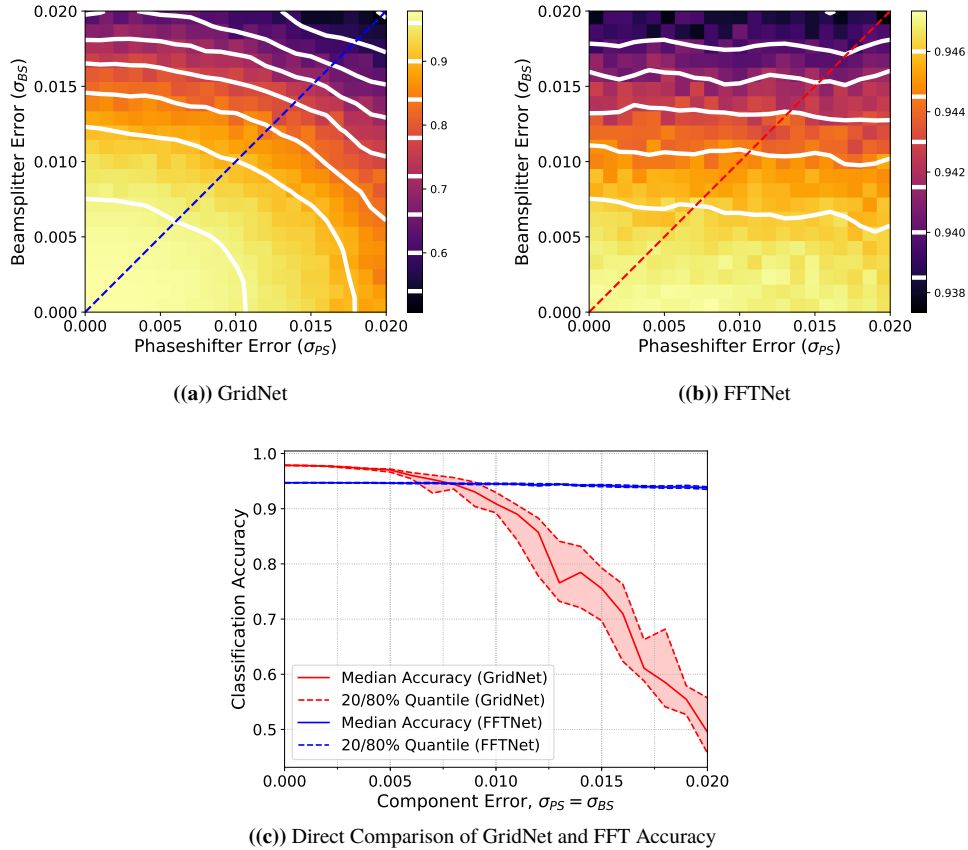 0.020
0.015
0.010
0.005
0.000
Beamsplitter Error (σBS)
0.000 0.005 0.010 0.015 0.020
Phaseshifter Error (σPS)
0.9
0.8
0.7
0.6
((a)) GridNet
0.020
0.015
0.010
0.005
0.000
Beamsplitter Error (σBS)
0.000 0.005 0.010 0.015 0.020
Phaseshifter Error (σPS)
0.946
0.944
0.942
0.940
0.938
((b)) FFTNet
1.0
0.9
0.8
0.7
0.6
0.5
Classification Accuracy
Median Accuracy (GridNet)
20/80% Quantile (GridNet)
Median Accuracy (FFTNet)
20/80% Quantile (FFTNet)
0.000 0.005 0.010 0.015 0.020
Component Error, σPS = σBS
((c)) Direct Comparison of GridNet and FFT Accuracy